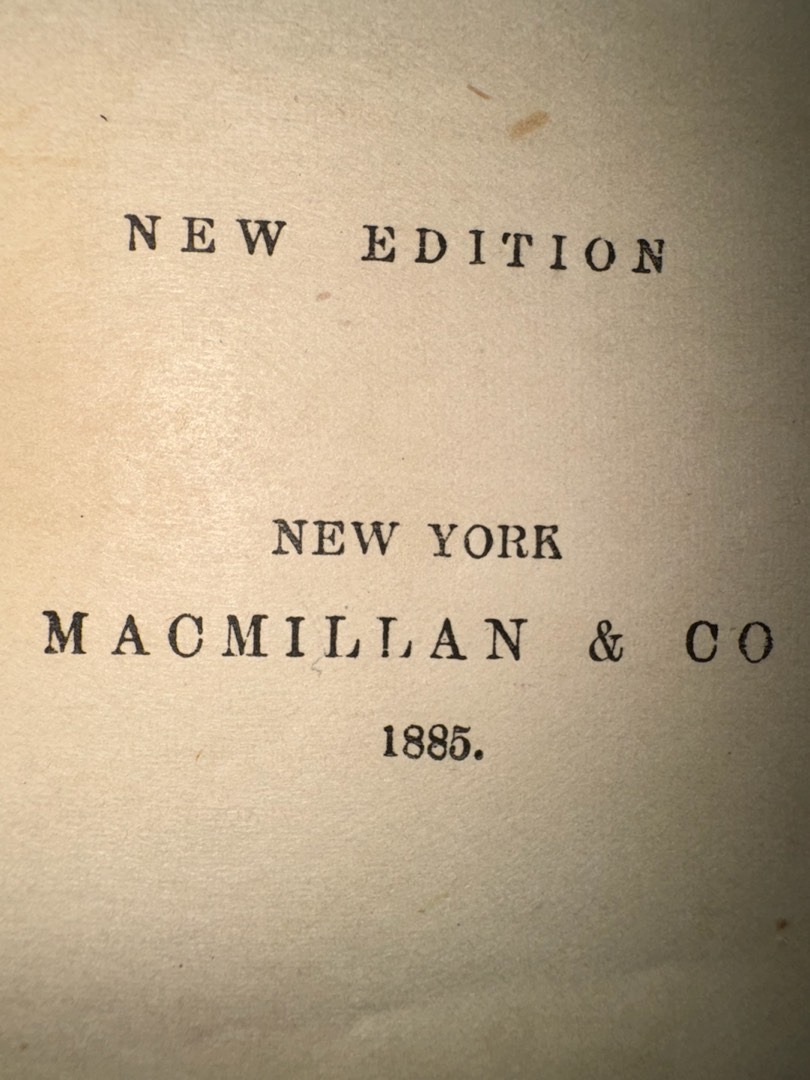 NEW EDITION
NEW YORK
MACMILLAN & CO
1885.